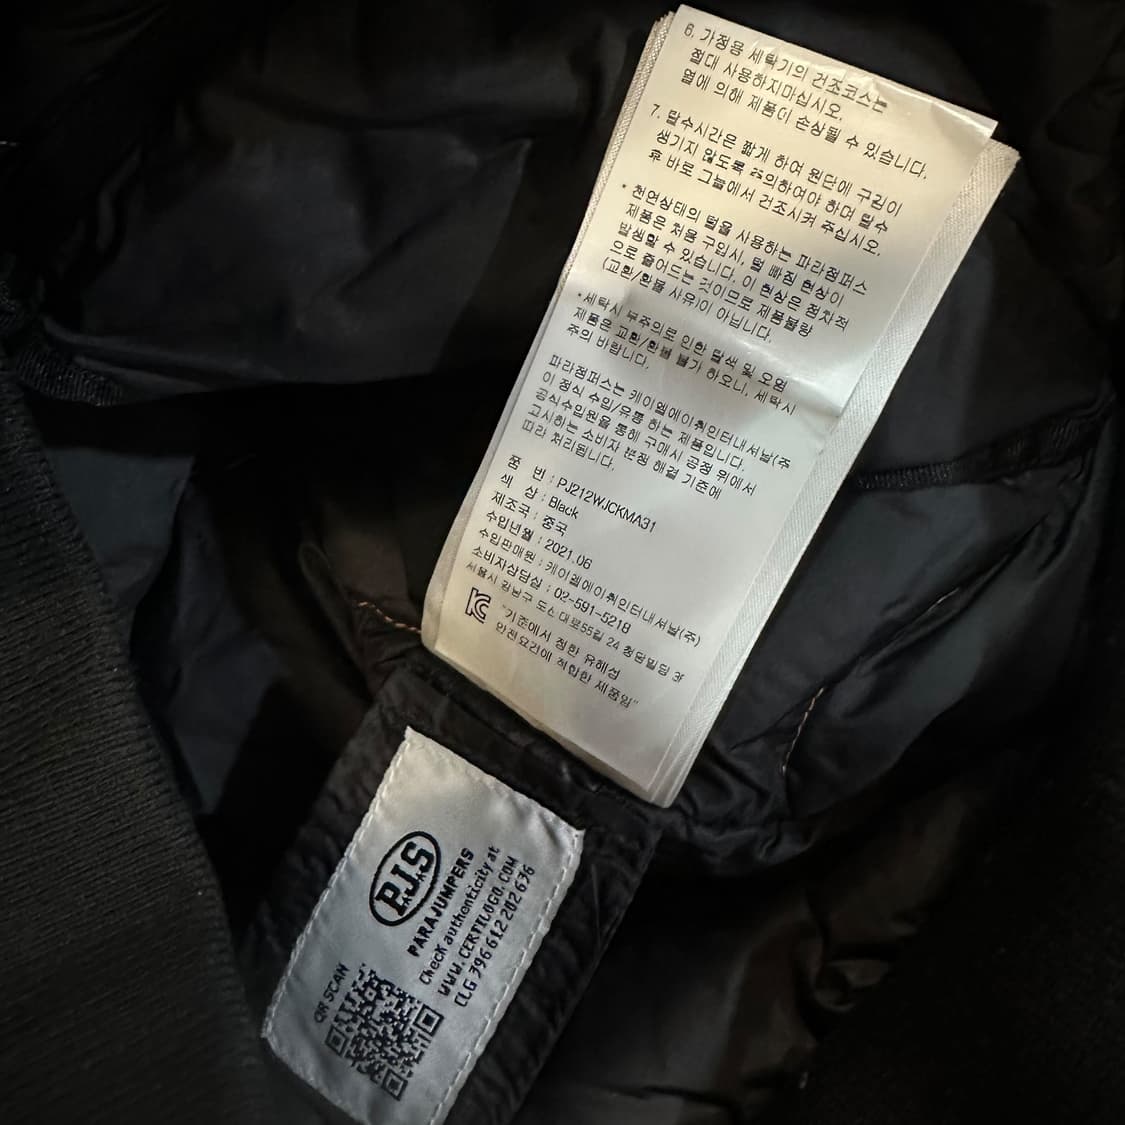 6. 가정용 세탁기의 건조코스는
절대 사용하지마십시오.
열에 의해 제품이 손상될 수 있습니다.
7. 탈수시간은 짧게 하여 원단에 구김이
생기지 않도록 주의하여야 하며 탈수
후 바로 그늘에서 건조시켜 주십시오.
* 천연상태의 털을 사용하는 파라점퍼스
제품은 처음 구입시, 털 빠짐 현상이
발생할 수 있습니다. 이 현상은 점차적
으로 줄어드는 것이므로 제품불량
(교환/환불 사유)이 아닙니다.
*세탁시 부주의로 인한 탈색 및 오염
제품은 교환/환불 불가 하오니, 세탁시
주의 바랍니다.
파라점퍼스는 케이엘에이취인터내셔날(주
이 정식 수입/유통 하는 제품입니다.
공식수입원을 통해 구매시 공정 위에서
고시하는 소비자 분쟁 해결 기준에
따라 처리됩니다.
품 번 : PJ212WJCKMA31
색 상 : Black
제조국 : 중국
수입년월 : 2021.06
수입판매원 : 케이엘에이취인터내셔날(주)
소비자상담실 : 02-591-5218
서울시 강남구 도산대로55길 24 청담빌딩 3F
"기준에서 정한 유해성
안전요건에 적합한 제품임"
P.J.S
PARAJUMPERS
Check authenticity at
WWW.CERTILOGO.COM
CLG 396612202636
QR SCAN